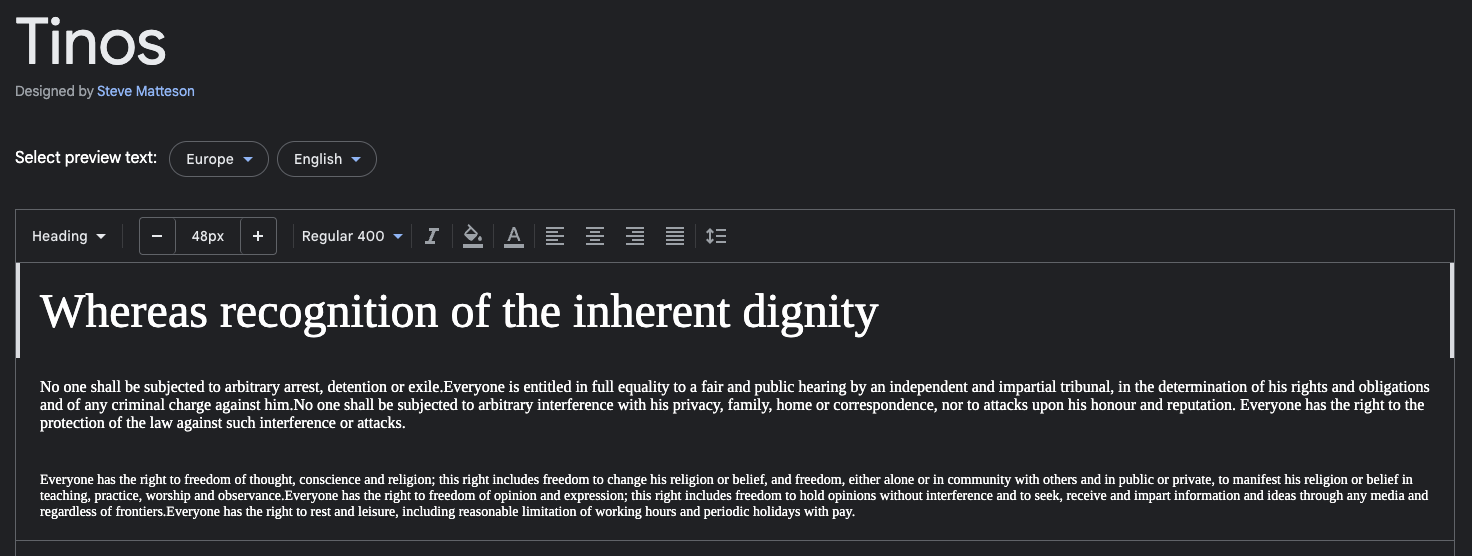 Tinos
Designed by Steve Matteson
Select preview text: Europe English
Heading − 48px + Regular 400
Whereas recognition of the inherent dignity
No one shall be subjected to arbitrary arrest, detention or exile.Everyone is entitled in full equality to a fair and public hearing by an independent and impartial tribunal, in the determination of his rights and obligations
and of any criminal charge against him.No one shall be subjected to arbitrary interference with his privacy, family, home or correspondence, nor to attacks upon his honour and reputation. Everyone has the right to the
protection of the law against such interference or attacks.
Everyone has the right to freedom of thought, conscience and religion; this right includes freedom to change his religion or belief, and freedom, either alone or in community with others and in public or private, to manifest his religion or belief in
teaching, practice, worship and observance.Everyone has the right to freedom of opinion and expression; this right includes freedom to hold opinions without interference and to seek, receive and impart information and ideas through any media and
regardless of frontiers.Everyone has the right to rest and leisure, including reasonable limitation of working hours and periodic holidays with pay.